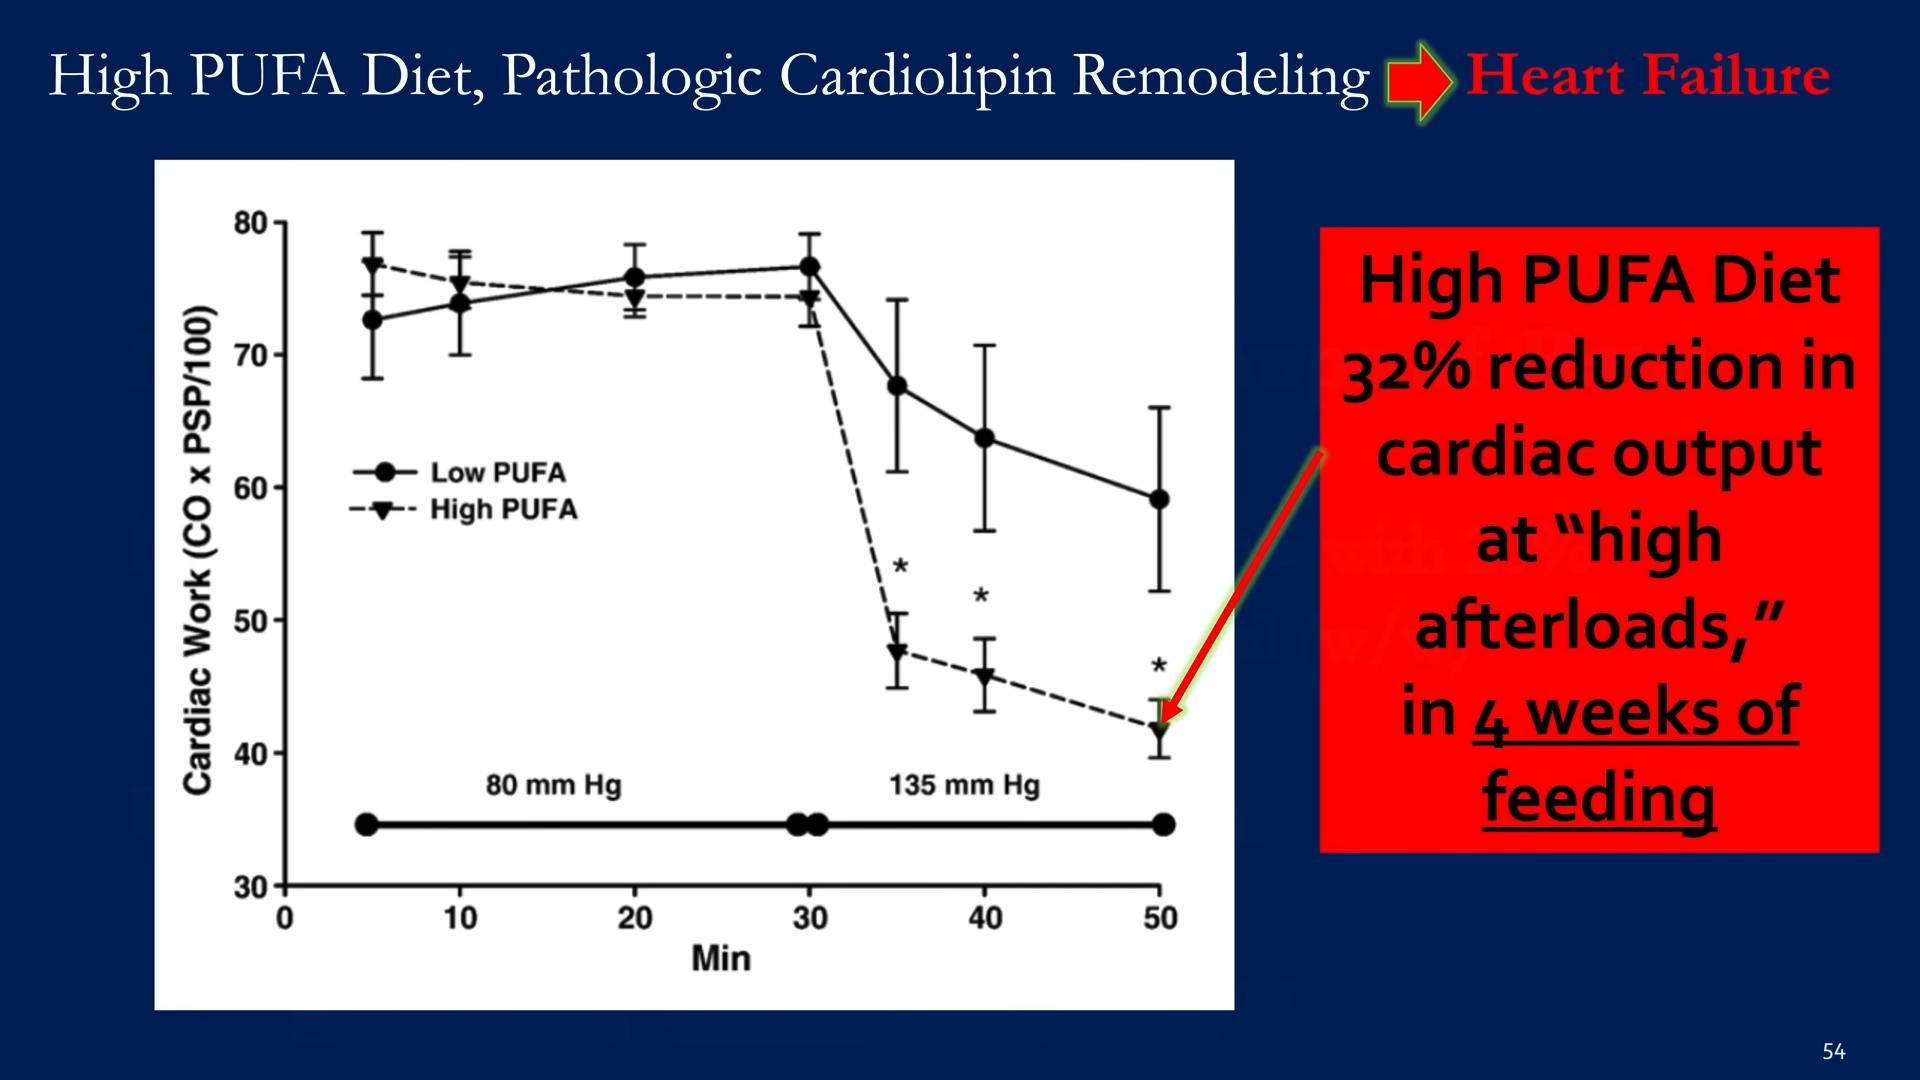 High PUFA Diet, Pathologic Cardiolipin Remodeling Heart Failure
80
70
60
50
40
30
Cardiac Work (CO x PSP/100)
Low PUFA
High PUFA
*
*
*
80 mm Hg
135 mm Hg
0
10
20
30
40
50
Min
High PUFA Diet
32% reduction in
cardiac output
at “high
afterloads,”
in 4 weeks of
feeding
54